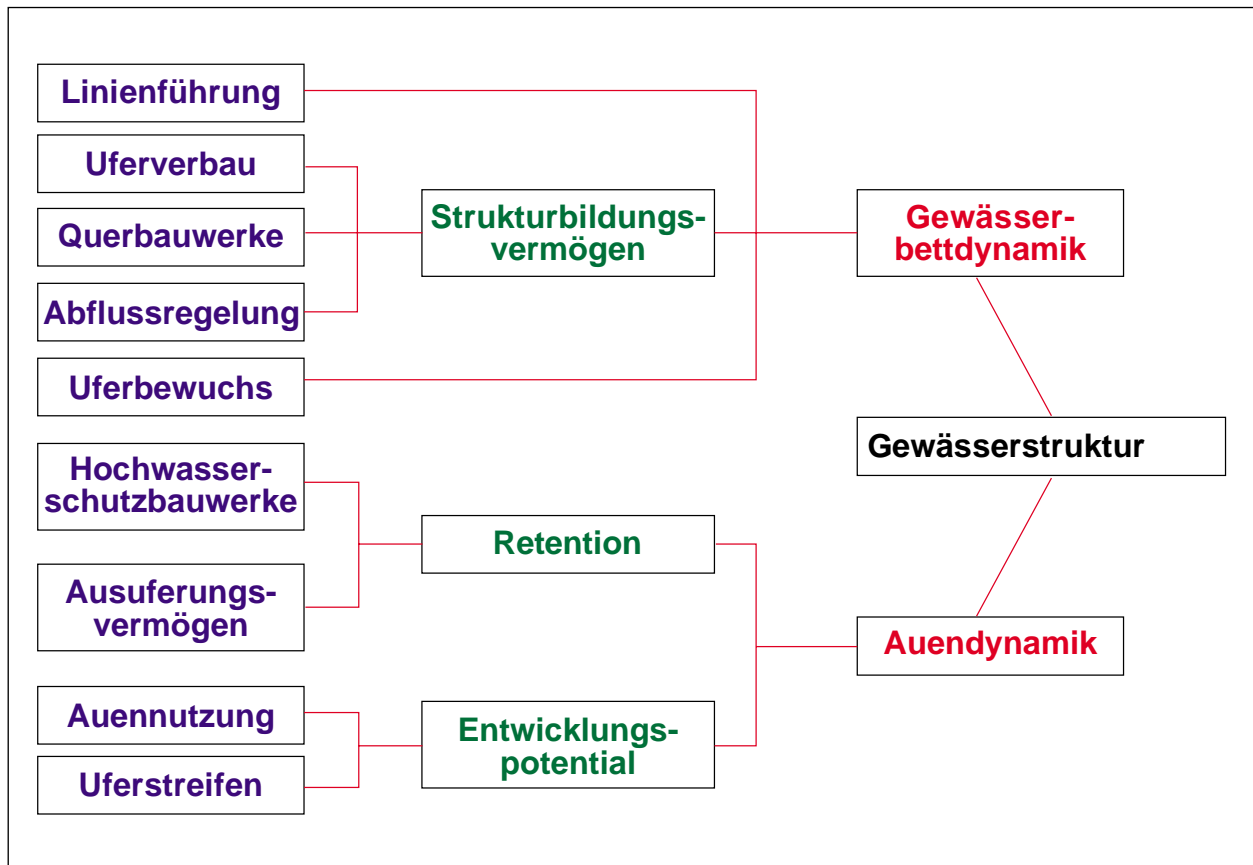 Linienführung
Uferverbau
Querbauwerke
Abflussregelung
Uferbewuchs
Hochwasser-
schutzbauwerke
Ausuferungs-
vermögen
Auennutzung
Uferstreifen
Strukturbildungs-
vermögen
Retention
Entwicklungs-
potential
Gewässer-
bettdynamik
Gewässerstruktur
Auendynamik